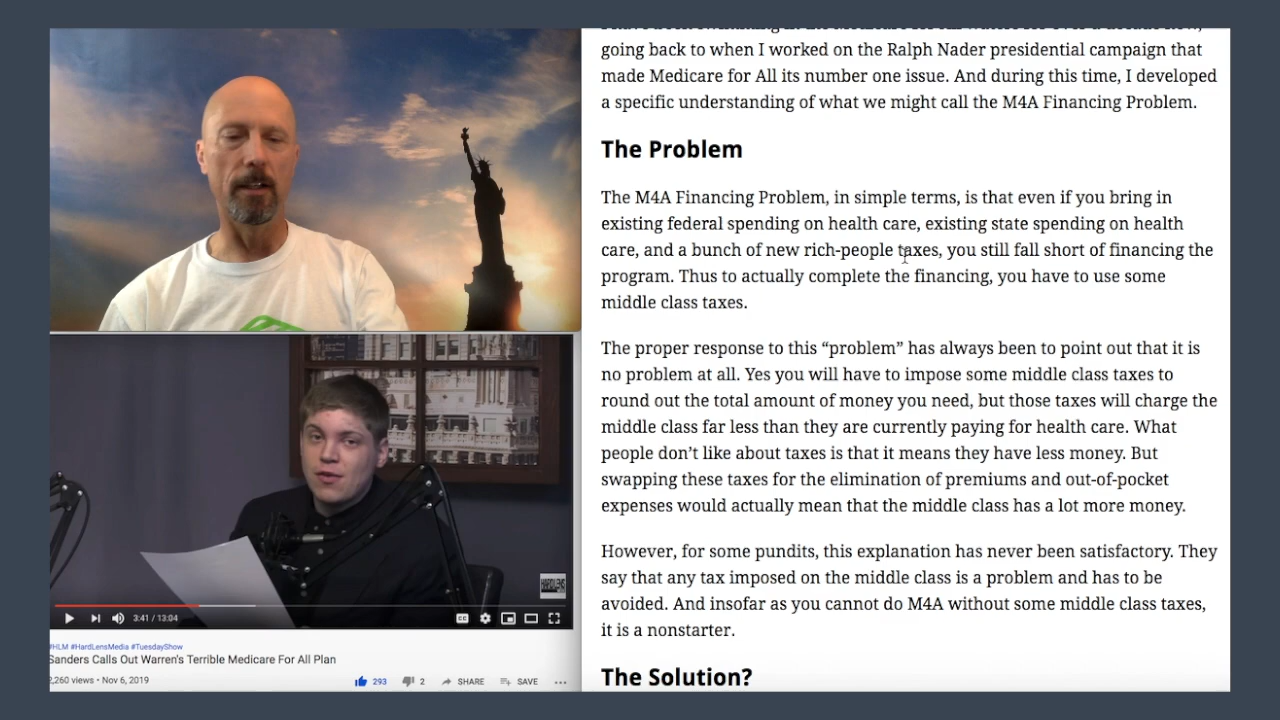 going back to when I worked on the Ralph Nader presidential campaign that
made Medicare for All its number one issue. And during this time, I developed
a specific understanding of what we might call the M4A Financing Problem.
The Problem
The M4A Financing Problem, in simple terms, is that even if you bring in
existing federal spending on health care, existing state spending on health
care, and a bunch of new rich-people taxes, you still fall short of financing the
program. Thus to actually complete the financing, you have to use some
middle class taxes.
The proper response to this “problem” has always been to point out that it is
no problem at all. Yes you will have to impose some middle class taxes to
round out the total amount of money you need, but those taxes will charge the
middle class far less than they are currently paying for health care. What
people don’t like about taxes is that it means they have less money. But
swapping these taxes for the elimination of premiums and out-of-pocket
expenses would actually mean that the middle class has a lot more money.
However, for some pundits, this explanation has never been satisfactory. They
say that any tax imposed on the middle class is a problem and has to be
avoided. And insofar as you cannot do M4A without some middle class taxes,
it is a nonstarter.
The Solution?
HARDLENS
3:41 / 13:04
#HLM #HardLensMedia #TuesdayShow
Sanders Calls Out Warren's Terrible Medicare For All Plan
2,260 views • Nov 6, 2019
293
2
SHARE
SAVE